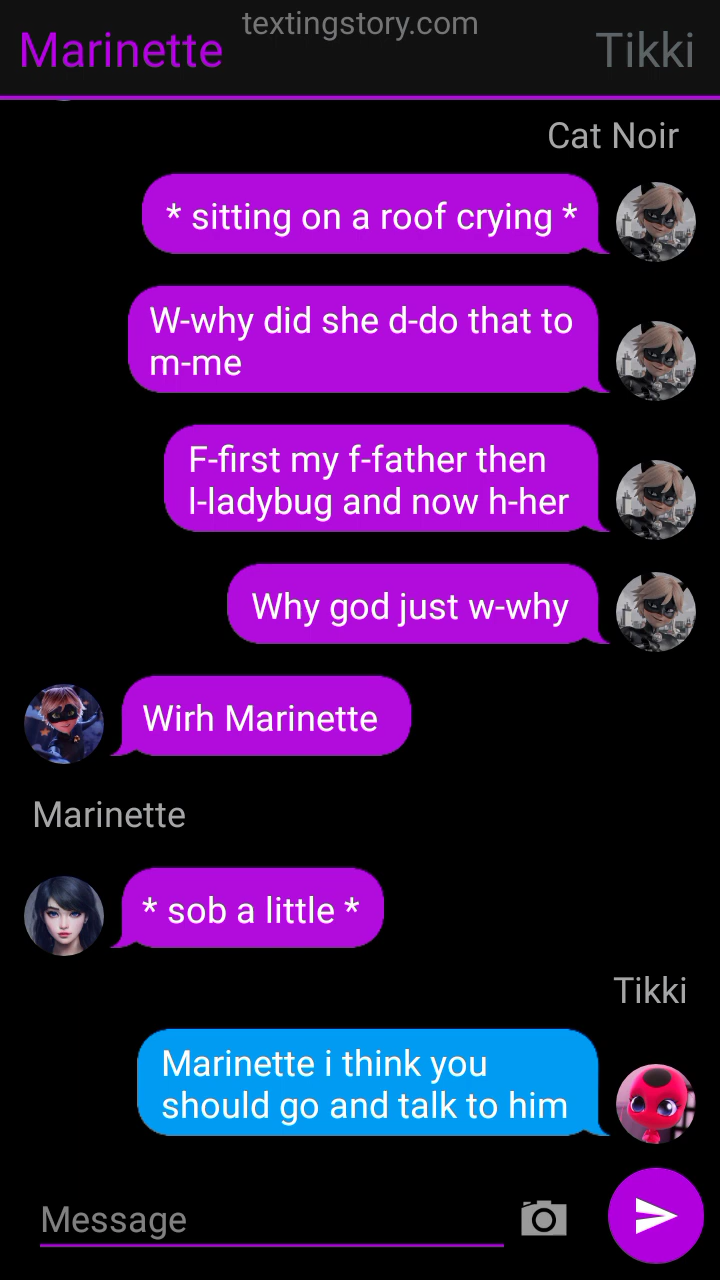 textingstory.com
Marinette
Tikki
Cat Noir
* sitting on a roof crying *
W-why did she d-do that to
m-me
F-first my f-father then
l-ladybug and now h-her
Why god just w-why
Wirh Marinette
Marinette
* sob a little *
Tikki
Marinette i think you
should go and talk to him
Message